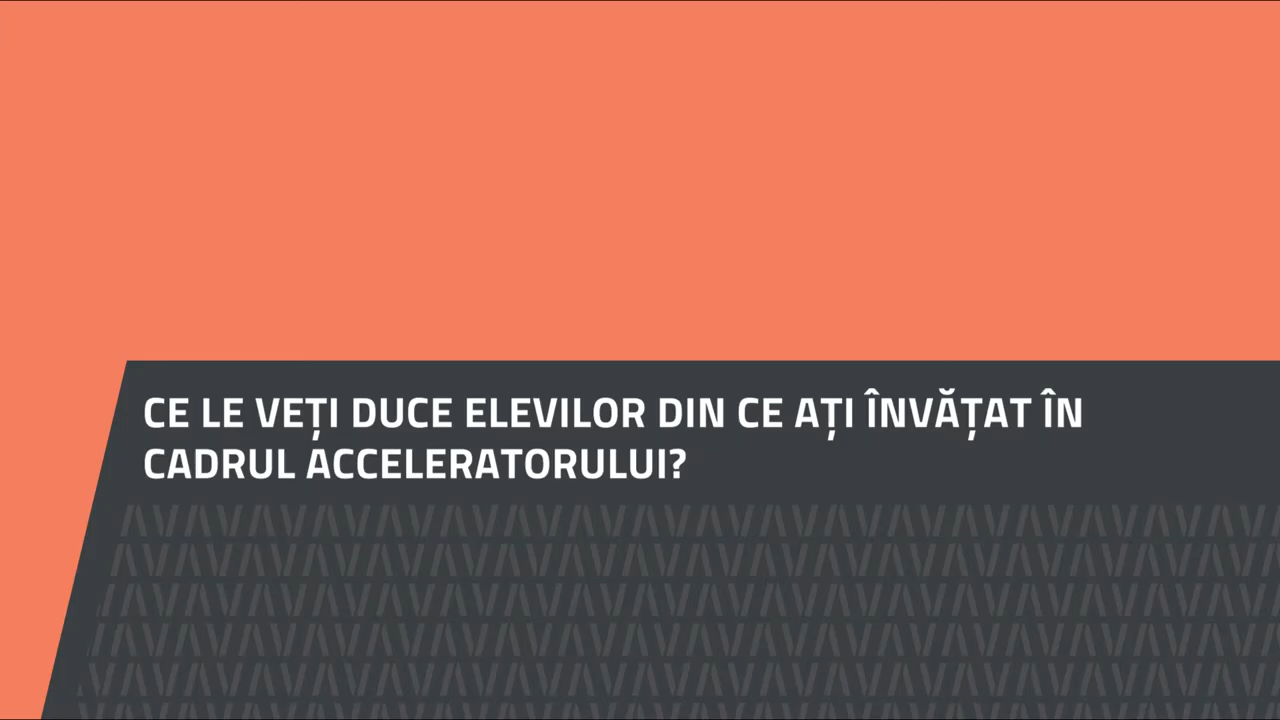 CE LE VEȚI DUCE ELEVILOR DIN CE AȚI ÎNVĂȚAT ÎN
CADRUL ACCELERATORULUI?